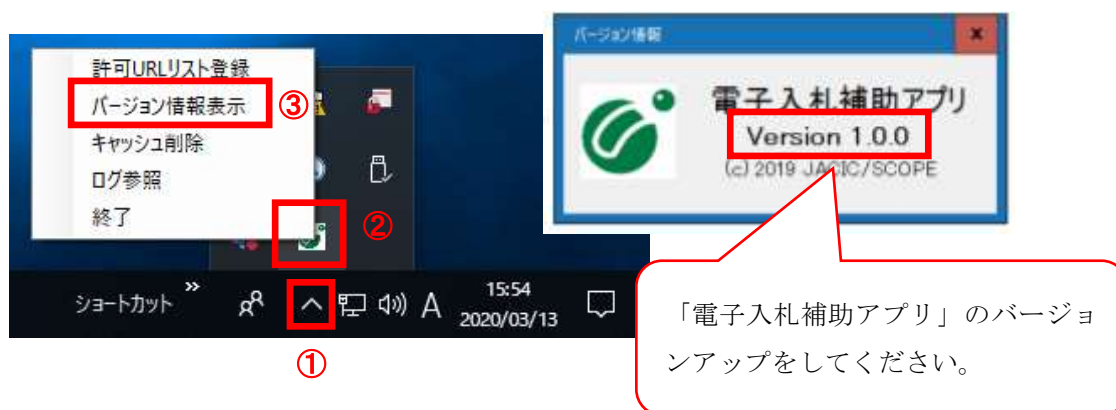 許可URLリスト登録
バージョン情報表示
キャッシュ削除
ログ参照
終了
③
②
ショートカット »
A
15:54
2020/03/13
①
バージョン情報
電子入札補助アプリ
Version 1.0.0
(c) 2019 JACIC/SCOPE
「電子入札補助アプリ」のバージョ
ンアップをしてください。